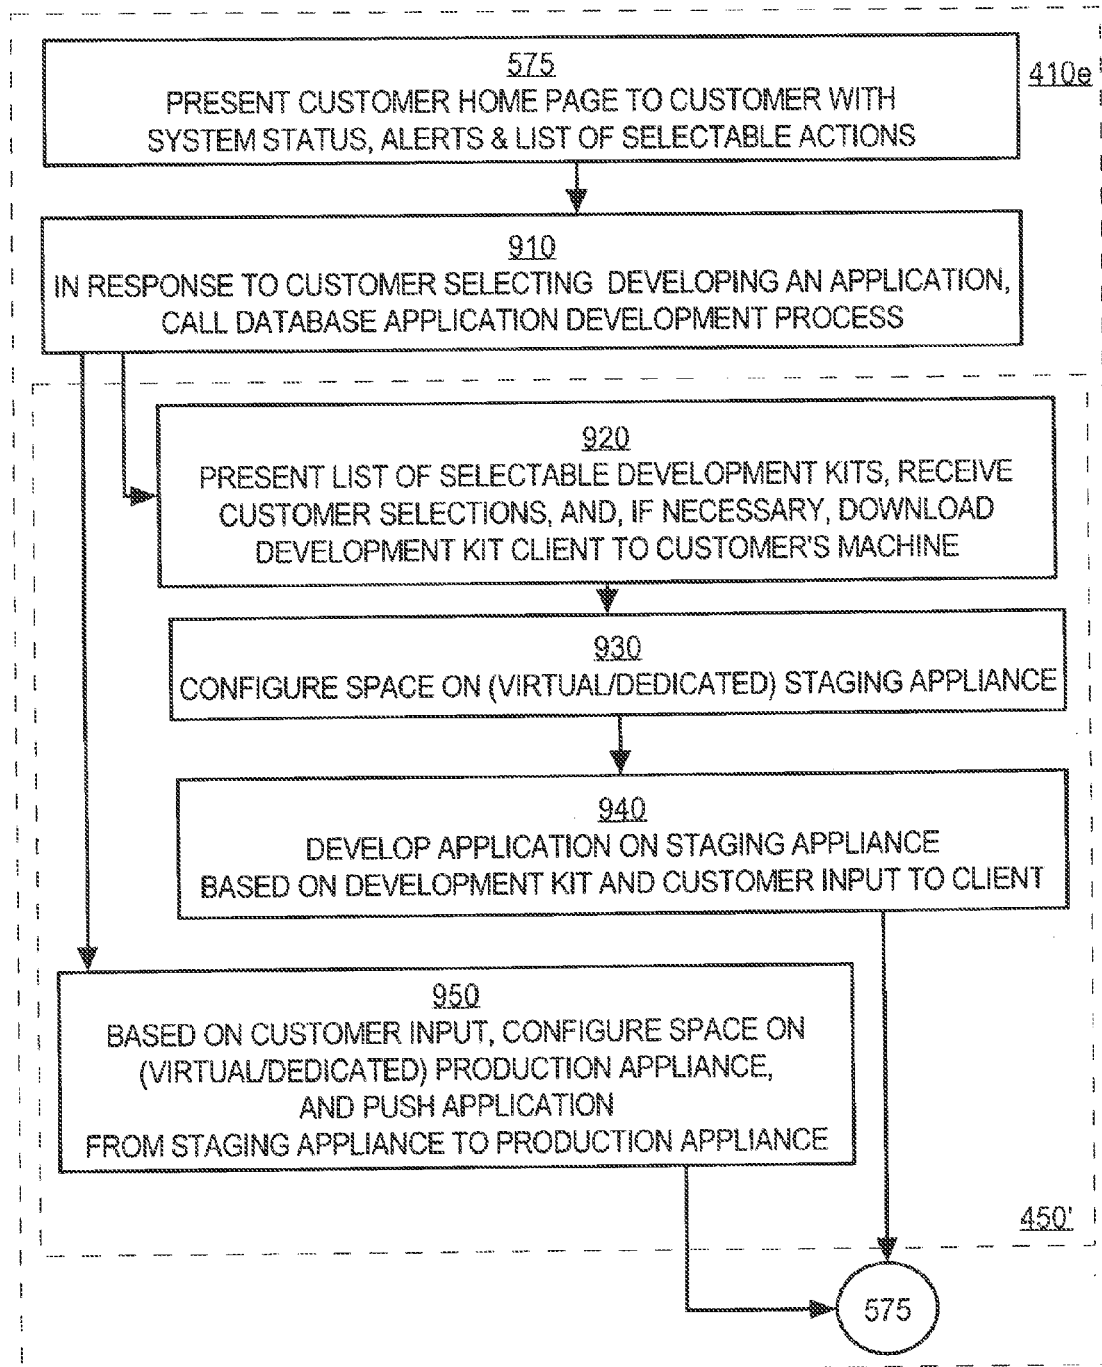 575
PRESENT CUSTOMER HOME PAGE TO CUSTOMER WITH
SYSTEM STATUS, ALERTS & LIST OF SELECTABLE ACTIONS
410e
910
IN RESPONSE TO CUSTOMER SELECTING DEVELOPING AN APPLICATION,
CALL DATABASE APPLICATION DEVELOPMENT PROCESS
920
PRESENT LIST OF SELECTABLE DEVELOPMENT KITS, RECEIVE
CUSTOMER SELECTIONS, AND, IF NECESSARY, DOWNLOAD
DEVELOPMENT KIT CLIENT TO CUSTOMER'S MACHINE
930
CONFIGURE SPACE ON (VIRTUAL/DEDICATED) STAGING APPLIANCE
940
DEVELOP APPLICATION ON STAGING APPLIANCE
BASED ON DEVELOPMENT KIT AND CUSTOMER INPUT TO CLIENT
950
BASED ON CUSTOMER INPUT, CONFIGURE SPACE ON
(VIRTUAL/DEDICATED) PRODUCTION APPLIANCE,
AND PUSH APPLICATION
FROM STAGING APPLIANCE TO PRODUCTION APPLIANCE
450'
575